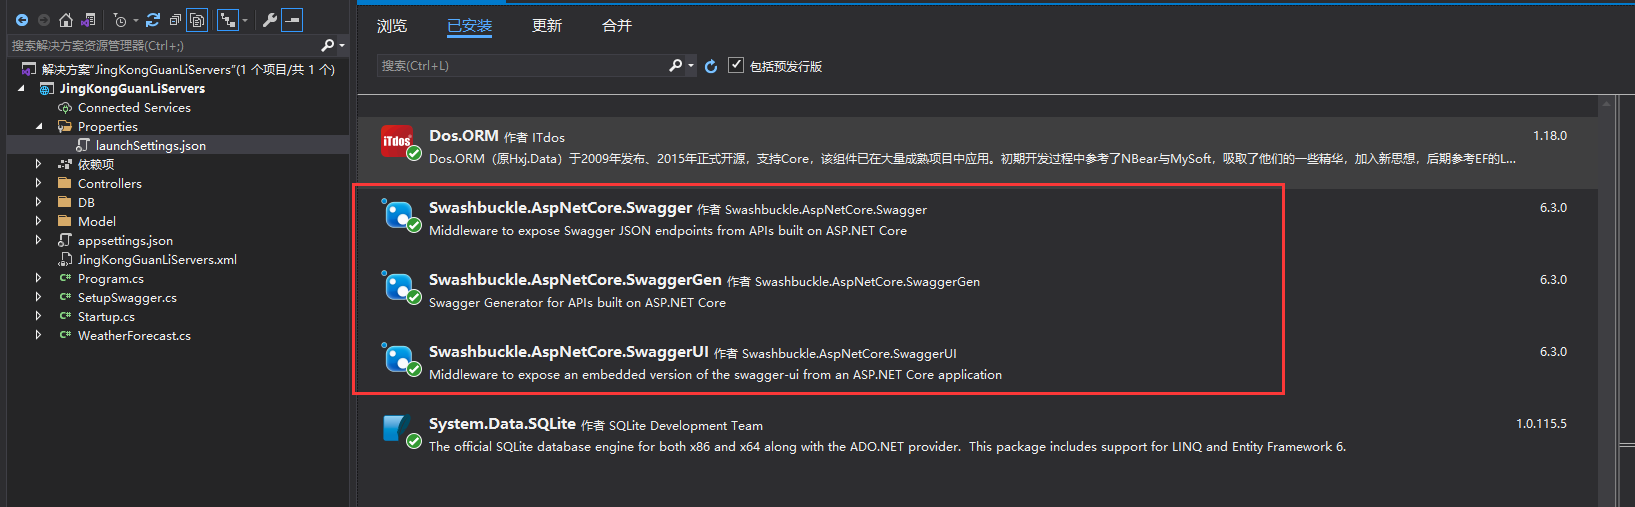 搜索解决方案资源管理器(Ctrl+;)
解决方案"JingKongGuanLiServers"(1 个项目/共 1 个)
JingKongGuanLiServers
Connected Services
Properties
launchSettings.json
依赖项
Controllers
DB
Model
appsettings.json
JingKongGuanLiServers.xml
C# Program.cs
C# SetupSwagger.cs
C# Startup.cs
C# WeatherForecast.cs
浏览 已安装 更新 合并
搜索(Ctrl+L) 包括预发行版
iTdos
Dos.ORM 作者 ITdos 1.18.0
Dos.ORM（原Hxj.Data）于2009年发布、2015年正式开源，支持Core，该组件已在大量成熟项目中应用。初期开发过程中参考了NBear与MySoft，吸取了他们的一些精华，加入新思想，后期参考EF的L...
Swashbuckle.AspNetCore.Swagger 作者 Swashbuckle.AspNetCore.Swagger 6.3.0
Middleware to expose Swagger JSON endpoints from APIs built on ASP.NET Core
Swashbuckle.AspNetCore.SwaggerGen 作者 Swashbuckle.AspNetCore.SwaggerGen 6.3.0
Swagger Generator for APIs built on ASP.NET Core
Swashbuckle.AspNetCore.SwaggerUI 作者 Swashbuckle.AspNetCore.SwaggerUI 6.3.0
Middleware to expose an embedded version of the swagger-ui from an ASP.NET Core application
System.Data.SQLite 作者 SQLite Development Team 1.0.115.5
The official SQLite database engine for both x86 and x64 along with the ADO.NET provider.  This package includes support for LINQ and Entity Framework 6.